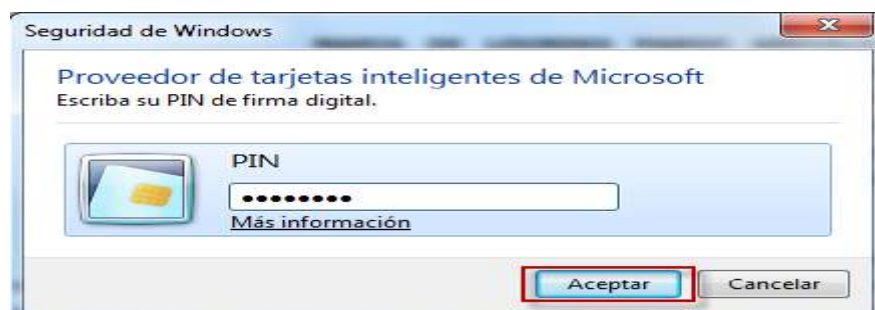 Seguridad de Windows
Proveedor de tarjetas inteligentes de Microsoft
Escriba su PIN de firma digital.
PIN
••••••••
Más información
Aceptar
Cancelar